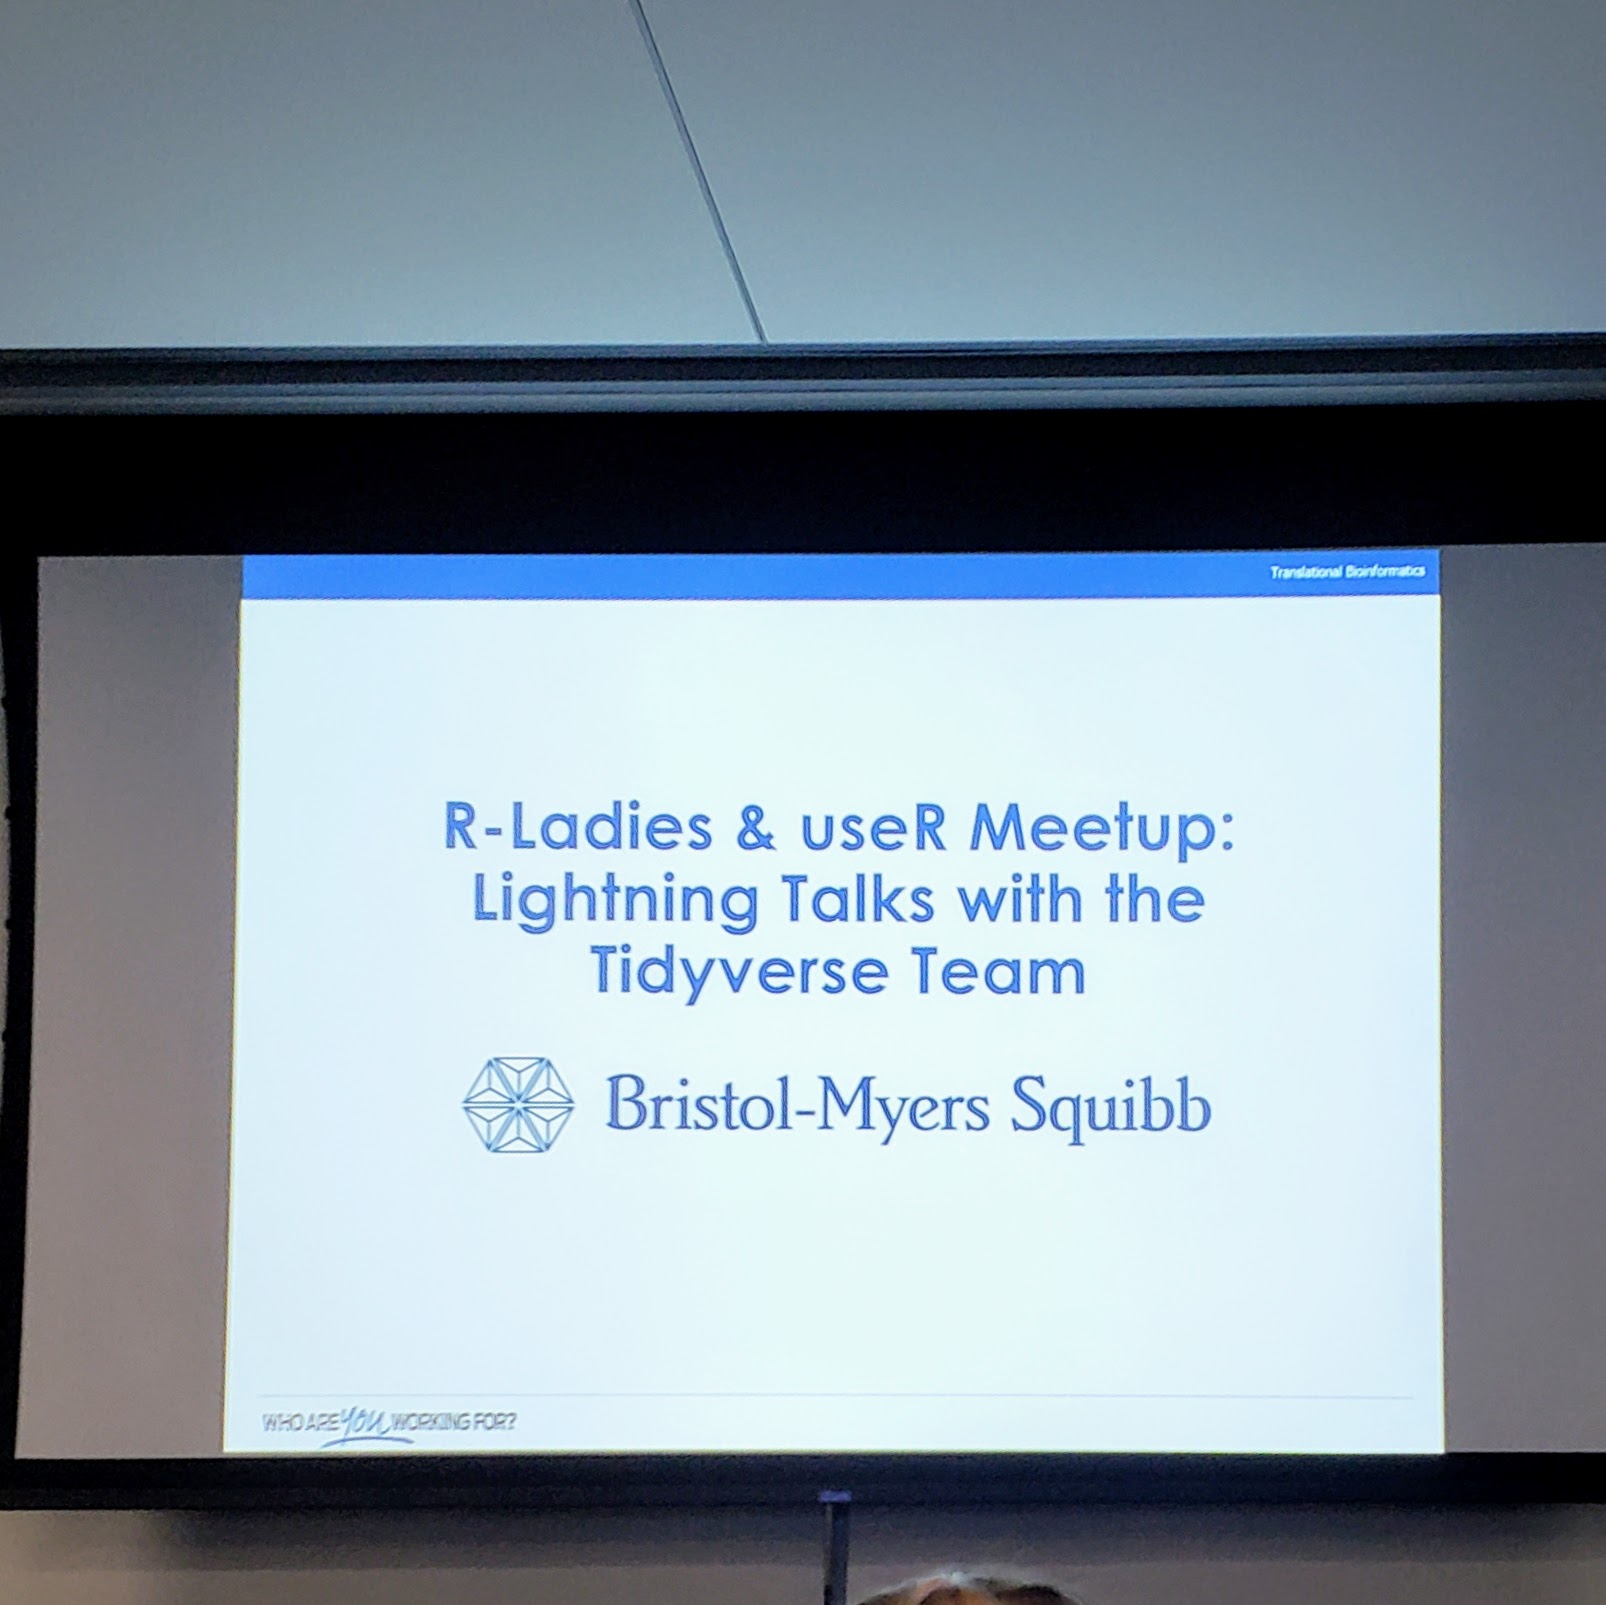 Translational Bioinformatics
R-Ladies & useR Meetup:
Lightning Talks with the
Tidyverse Team
Bristol-Myers Squibb
WHO ARE YOU WORKING FOR?